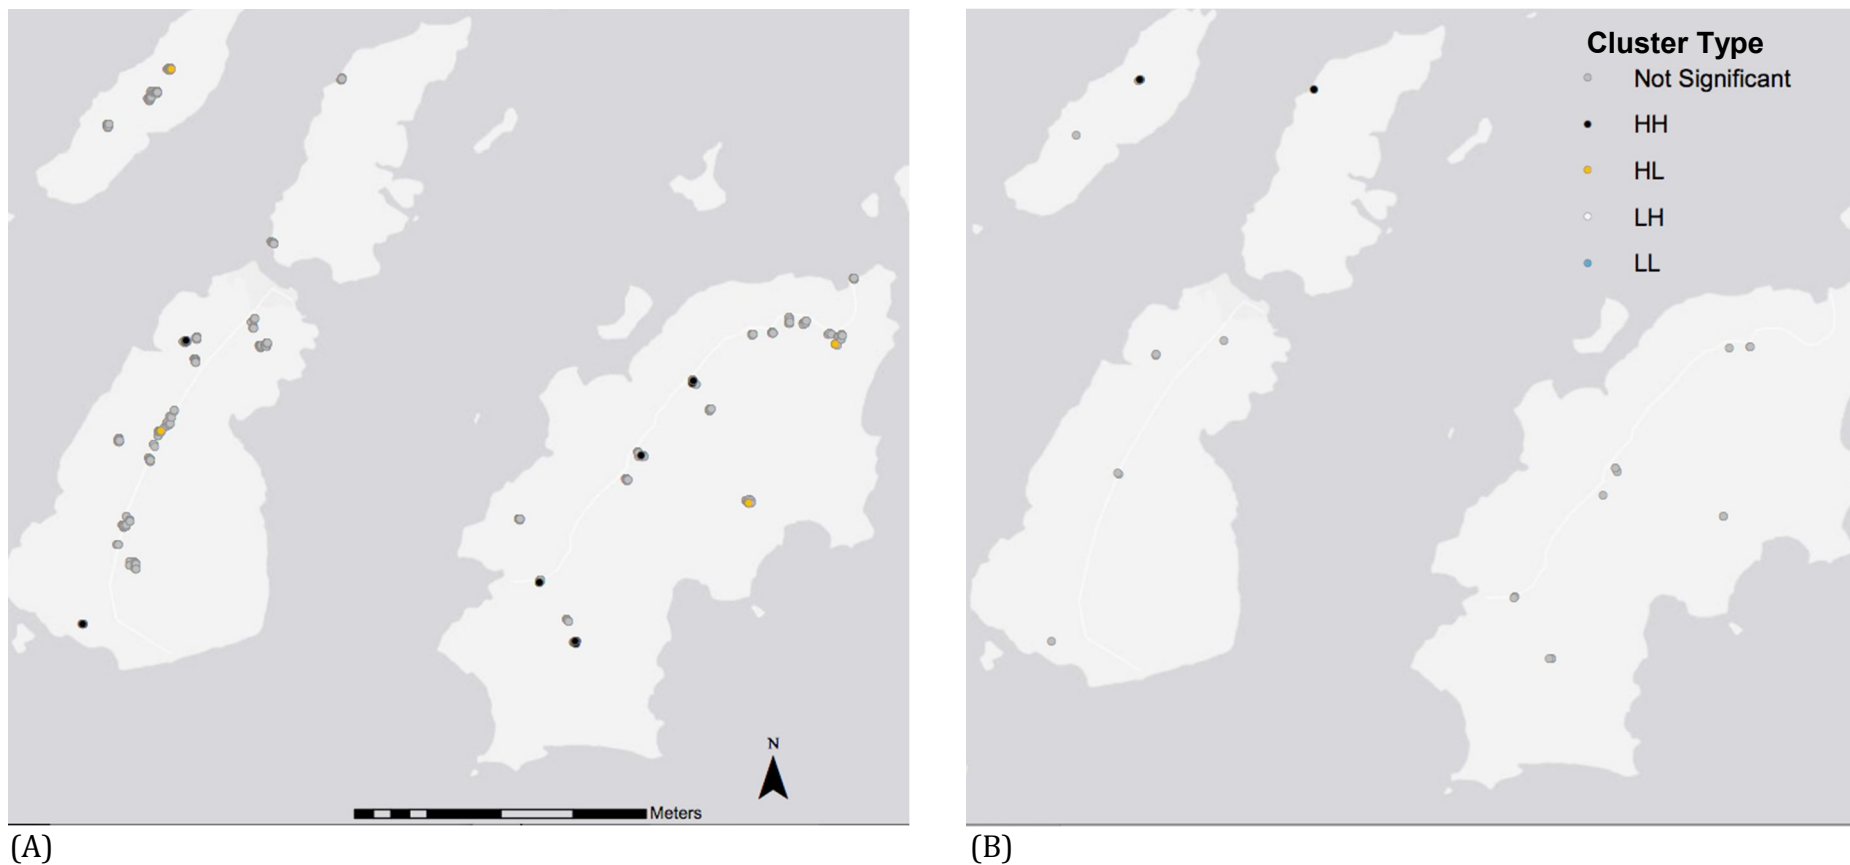 Cluster Type
Not Significant
HH
HL
LH
LL
N
Meters
(A)
(B)